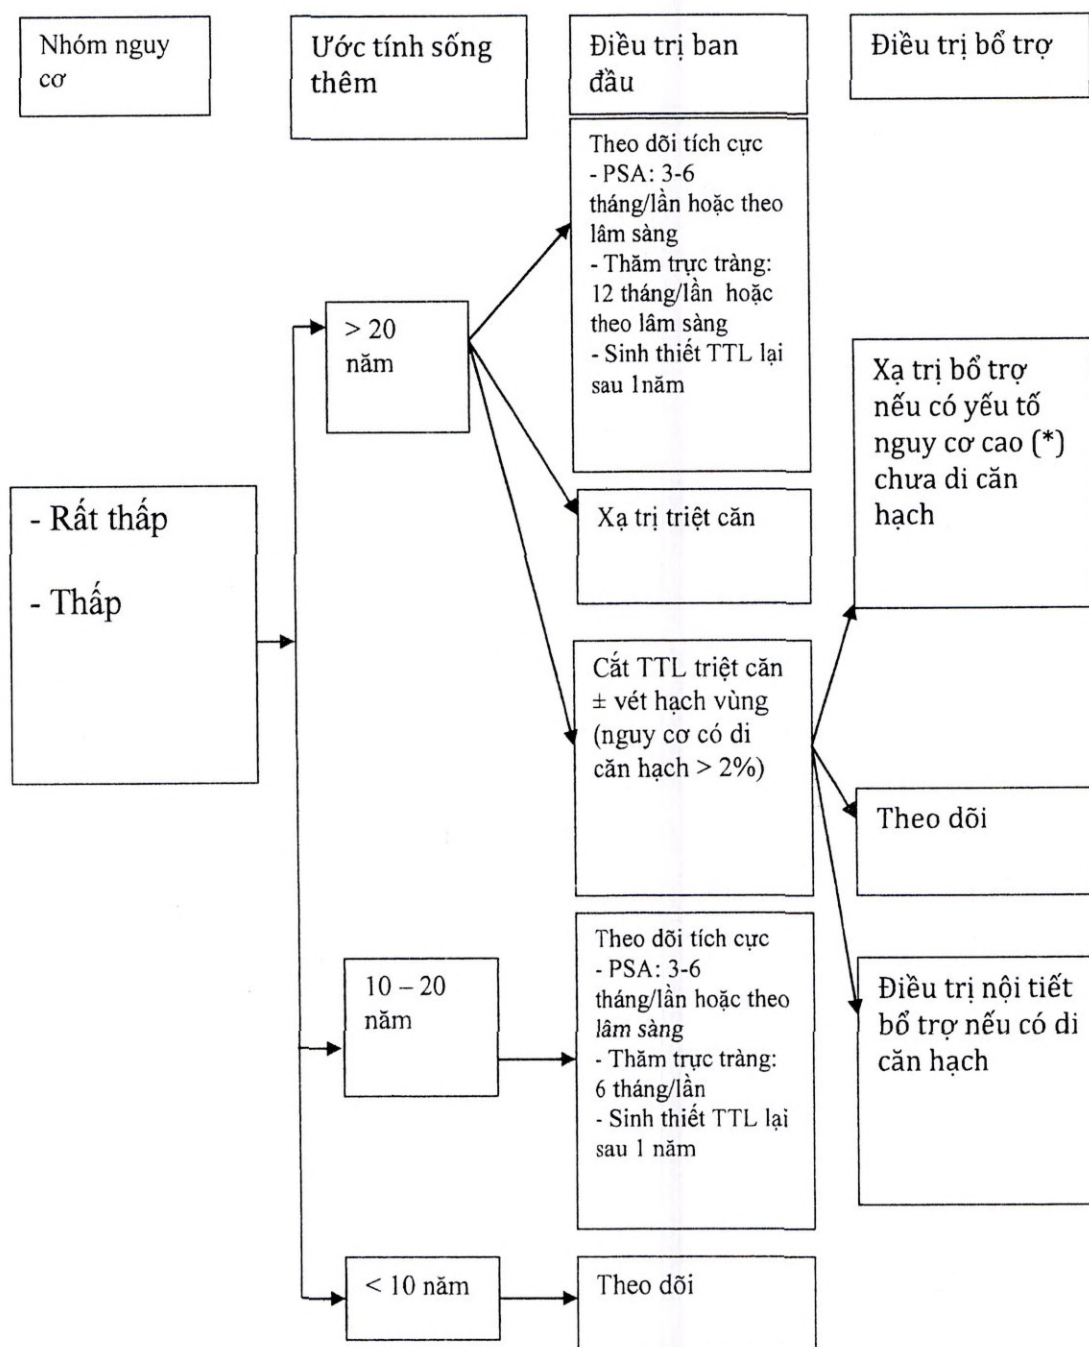 Nhóm nguy
cơ
Ước tính sống
thêm
Điều trị ban
đầu
Điều trị bổ trợ
- Rất thấp
- Thấp
> 20
năm
Theo dõi tích cực
- PSA: 3-6
tháng/lần hoặc theo
lâm sàng
- Thăm trực tràng:
12 tháng/lần hoặc
theo lâm sàng
- Sinh thiết TTL lại
sau 1năm
Xạ trị triệt căn
Cắt TTL triệt căn
± vét hạch vùng
(nguy cơ có di
căn hạch > 2%)
Xạ trị bổ trợ
nếu có yếu tố
nguy cơ cao (*)
chưa di căn
hạch
Theo dõi
Điều trị nội tiết
bổ trợ nếu có di
căn hạch
10 – 20
năm
Theo dõi tích cực
- PSA: 3-6
tháng/lần hoặc theo
lâm sàng
- Thăm trực tràng:
6 tháng/lần
- Sinh thiết TTL lại
sau 1 năm
< 10 năm
Theo dõi